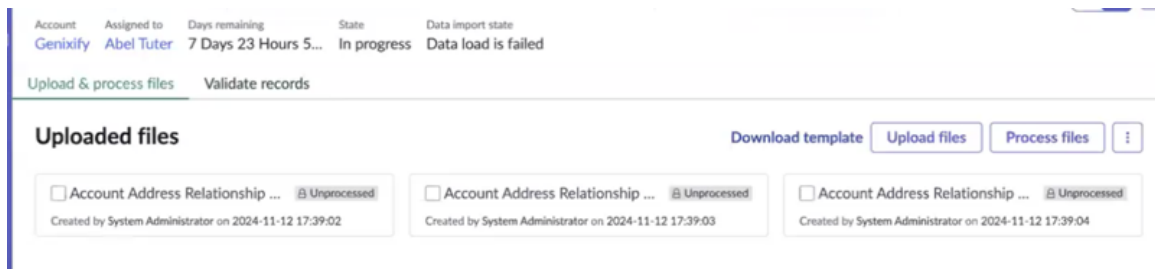 Account Assigned to Days remaining State Data import state
Genixify Abel Tuter 7 Days 23 Hours 5... In progress Data load is failed
Upload & process files Validate records
Uploaded files Download template Upload files Process files
Account Address Relationship ... Unprocessed Account Address Relationship ... Unprocessed Account Address Relationship ... Unprocessed
Created by System Administrator on 2024-11-12 17:39:02 Created by System Administrator on 2024-11-12 17:39:03 Created by System Administrator on 2024-11-12 17:39:04